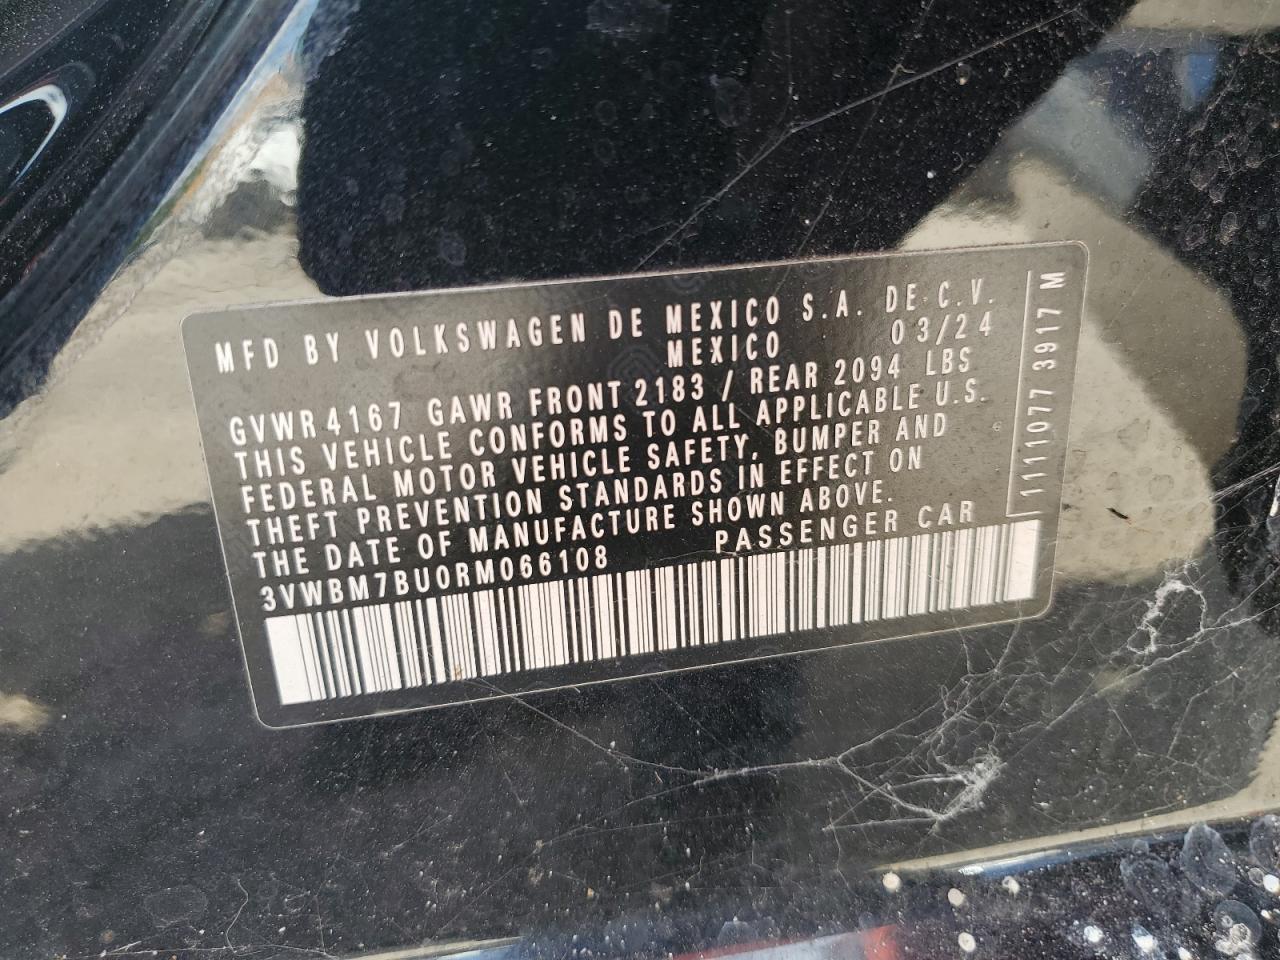 MFD BY VOLKSWAGEN DE MEXICO S.A. DE C.V.
MEXICO 03/24
GVWR 4167 GAWR FRONT 2183 / REAR 2094 LBS
THIS VEHICLE CONFORMS TO ALL APPLICABLE U.S.
FEDERAL MOTOR VEHICLE SAFETY, BUMPER AND
THEFT PREVENTION STANDARDS IN EFFECT ON
THE DATE OF MANUFACTURE SHOWN ABOVE.
3VWBM7BU0RM066108 PASSENGER CAR
1111077 3917 M